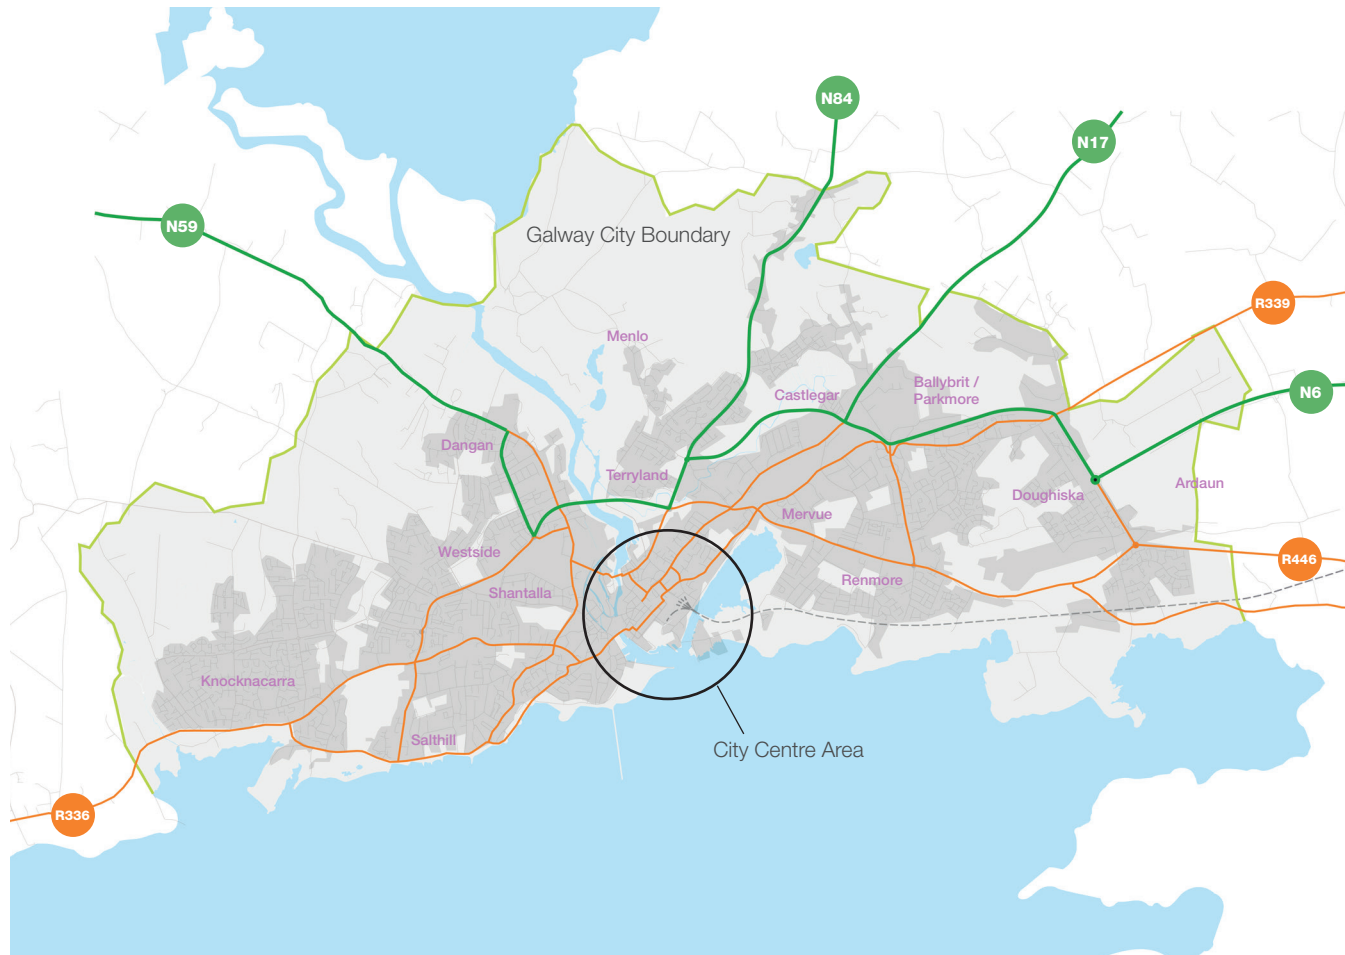 N84
N17
N59
Galway City Boundary
R339
Menlo
N6
Ballybrit /
Parkmore
Castlegar
Dangan
Terryland
Ardaun
Doughiska
Mervue
Westside
R446
Renmore
Shantalla
Knocknacarra
Salthill
City Centre Area
R336